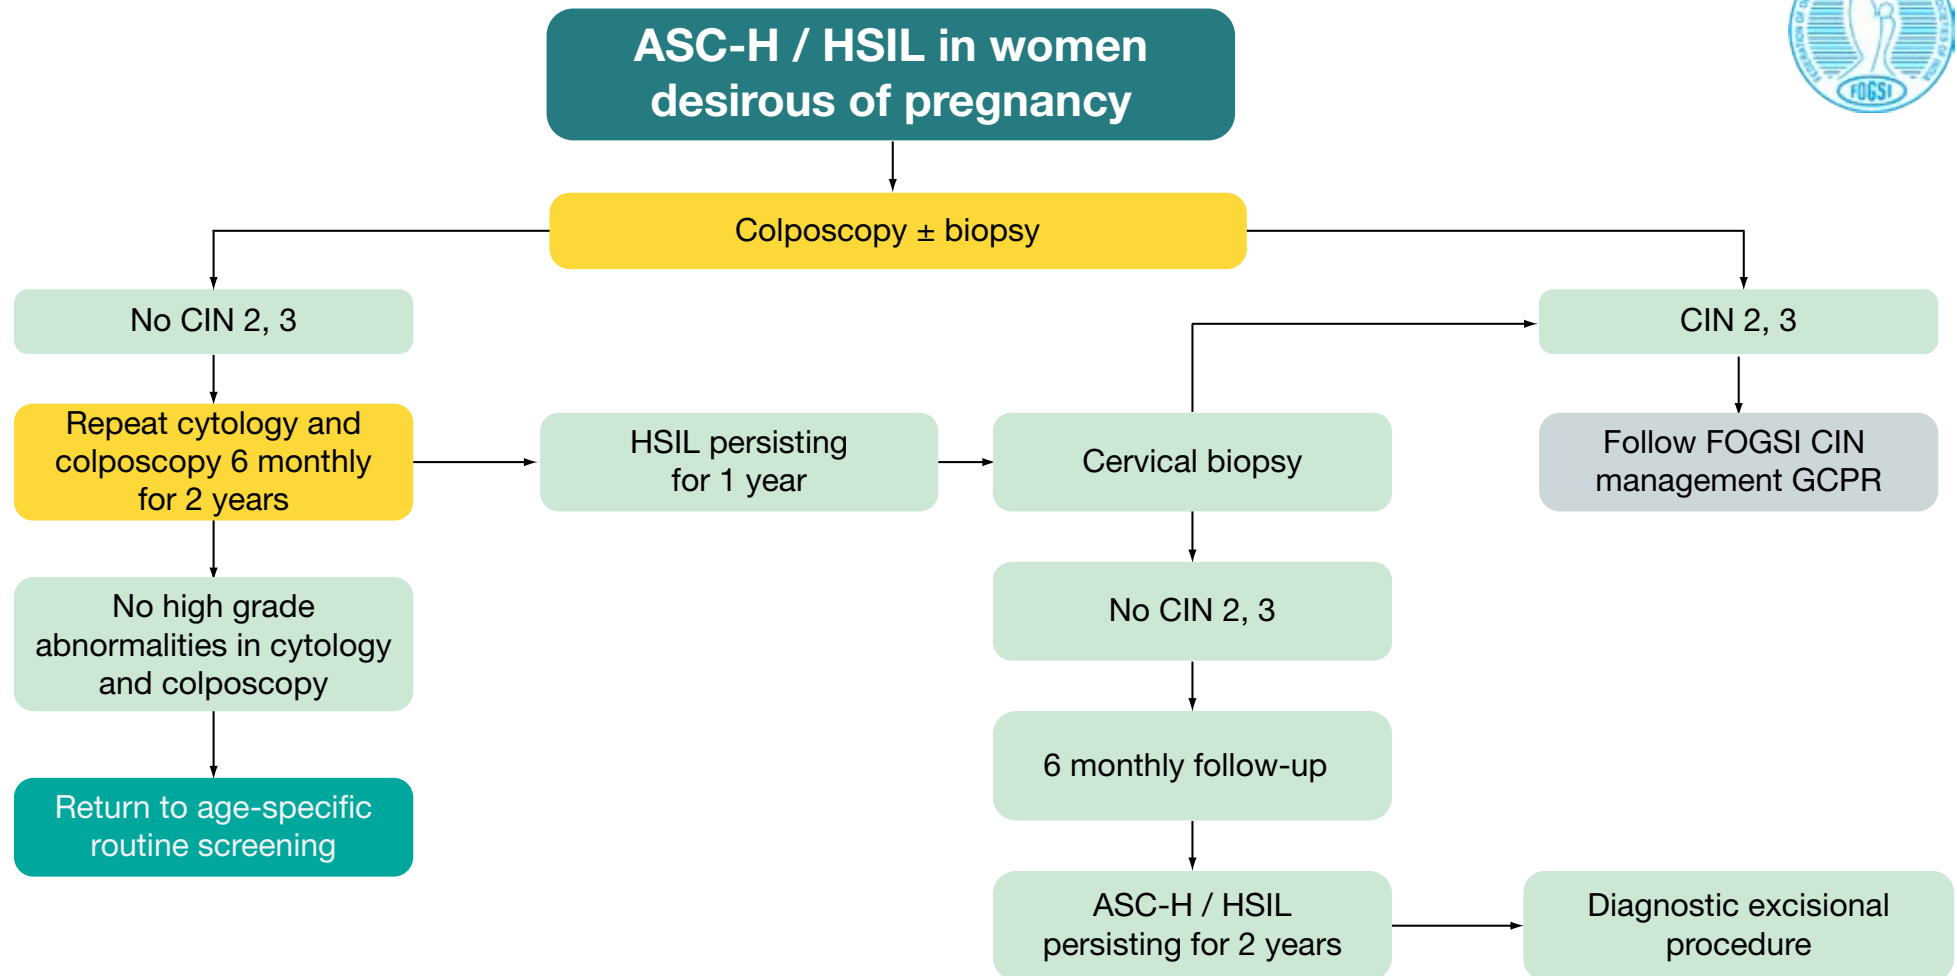 ASC-H / HSIL in women
desirous of pregnancy
FOGSI
Colposcopy ± biopsy
No CIN 2, 3
CIN 2, 3
Repeat cytology and
colposcopy 6 monthly
for 2 years
HSIL persisting
for 1 year
Cervical biopsy
Follow FOGSI CIN
management GCPR
No high grade
abnormalities in cytology
and colposcopy
No CIN 2, 3
6 monthly follow-up
Return to age-specific
routine screening
ASC-H / HSIL
persisting for 2 years
Diagnostic excisional
procedure